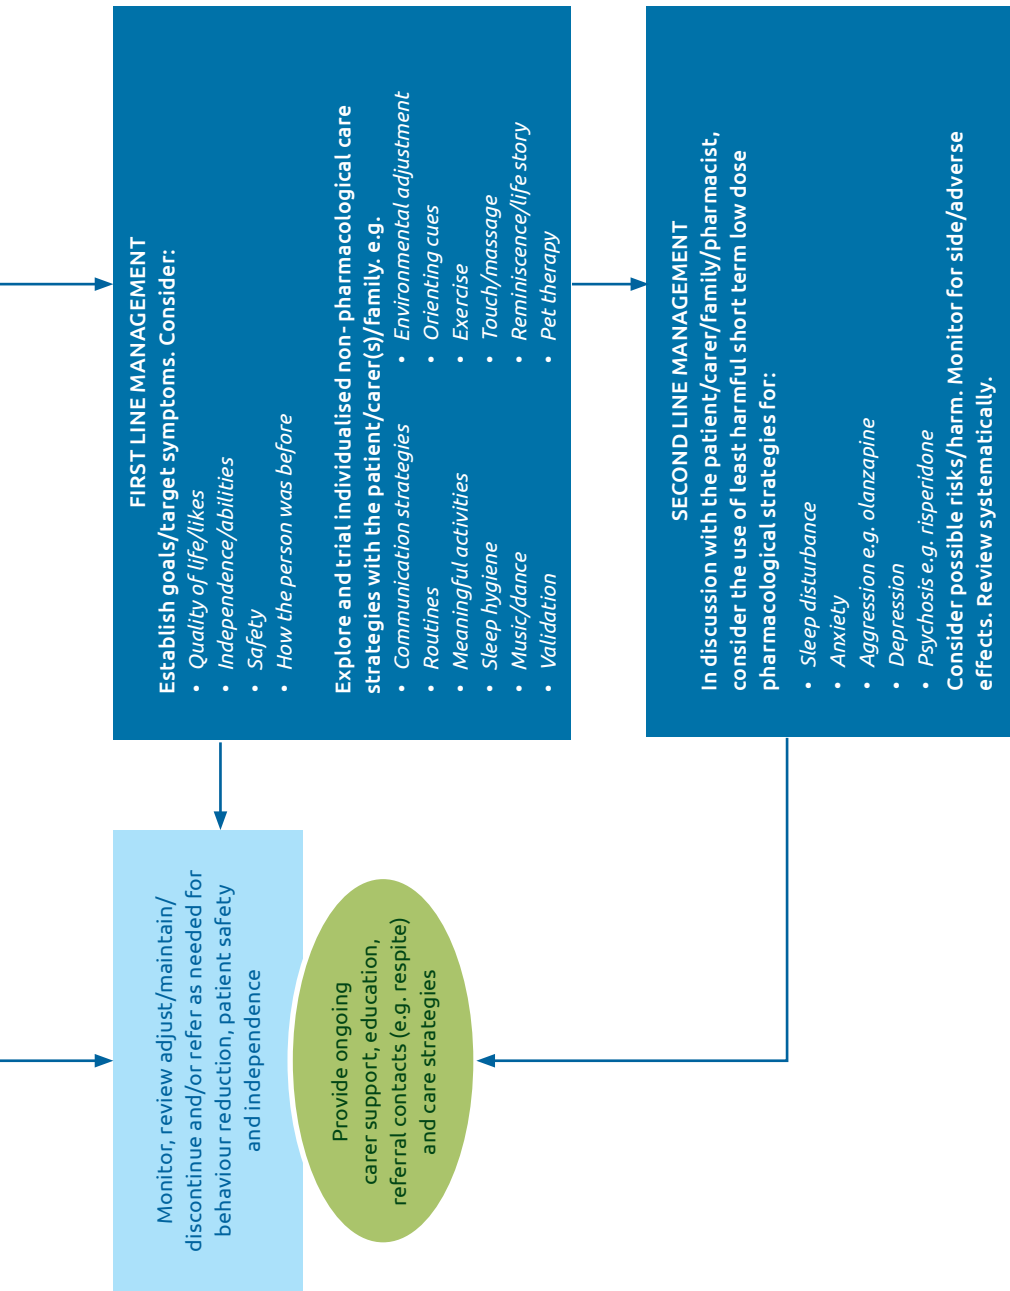 FIRST LINE MANAGEMENT
Establish goals/target symptoms. Consider:
• Quality of life/likes
• Independence/abilities
• Safety
• How the person was before
Explore and trial individualised non- pharmacological care
strategies with the patient/carer(s)/family. e.g.
• Communication strategies
• Routines
• Meaningful activities
• Sleep hygiene
• Music/dance
• Validation
• Environmental adjustment
• Orienting cues
• Exercise
• Touch/massage
• Reminiscence/life story
• Pet therapy
SECOND LINE MANAGEMENT
In discussion with the patient/carer/family/pharmacist,
consider the use of least harmful short term low dose
pharmacological strategies for:
• Sleep disturbance
• Anxiety
• Aggression e.g. olanzapine
• Depression
• Psychosis e.g. risperidone
Consider possible risks/harm. Monitor for side/adverse
effects. Review systematically.
Monitor, review adjust/maintain/
discontinue and/or refer as needed for
behaviour reduction, patient safety
and independence
Provide ongoing
carer support, education,
referral contacts (e.g. respite)
and care strategies